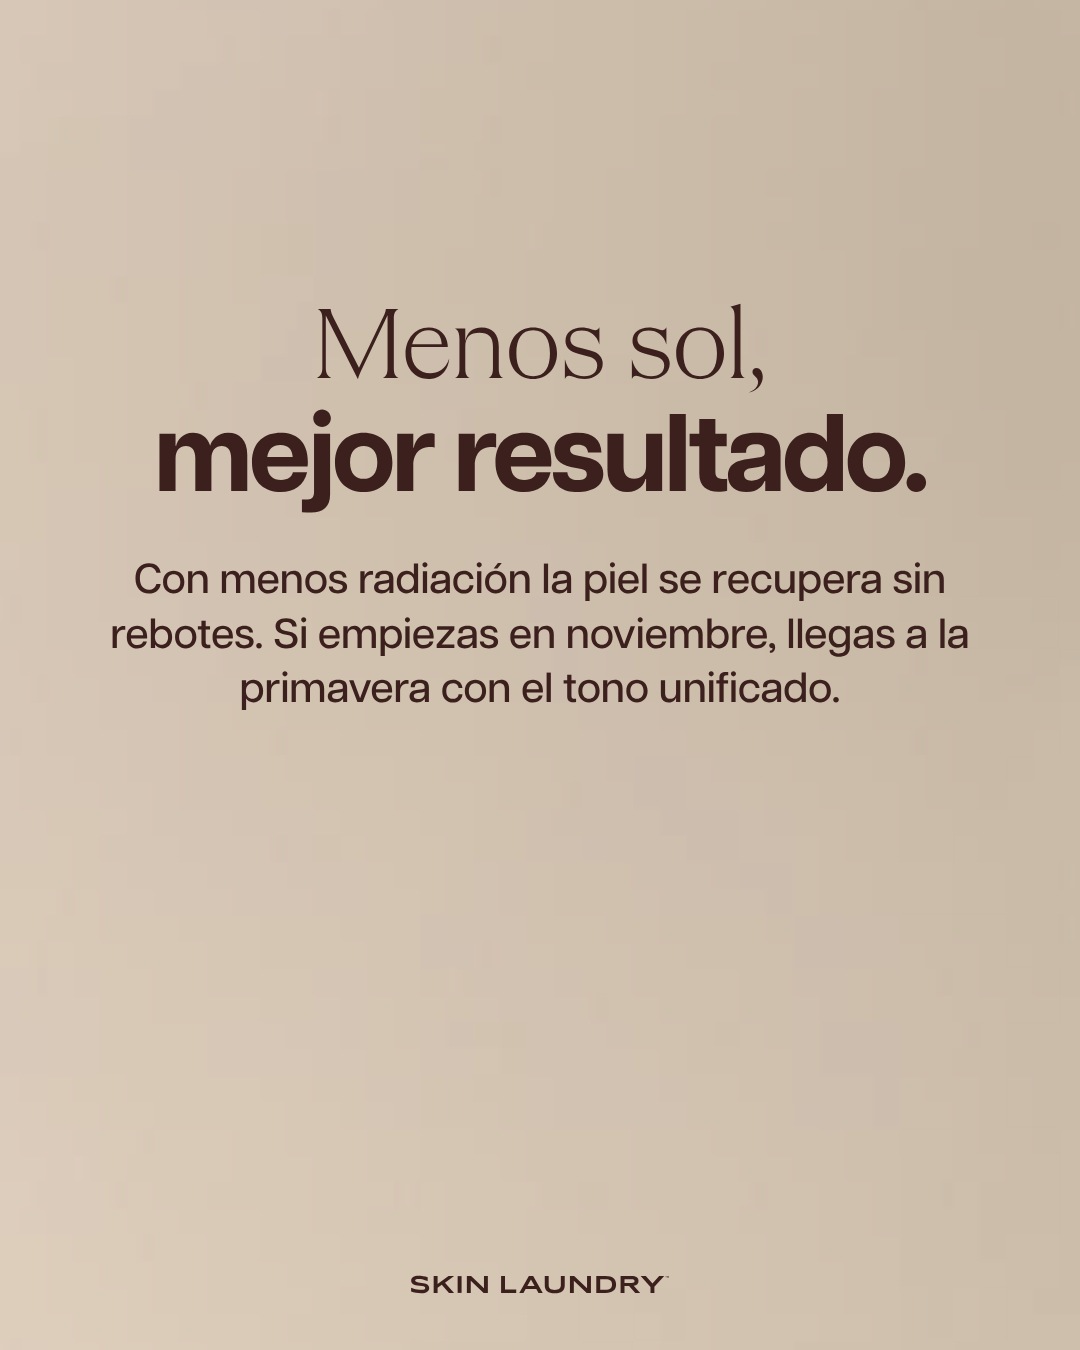 Menos sol,
mejor resultado.
Con menos radiación la piel se recupera sin
rebotes. Si empiezas en noviembre, llegas a la
primavera con el tono unificado.
SKIN LAUNDRY™